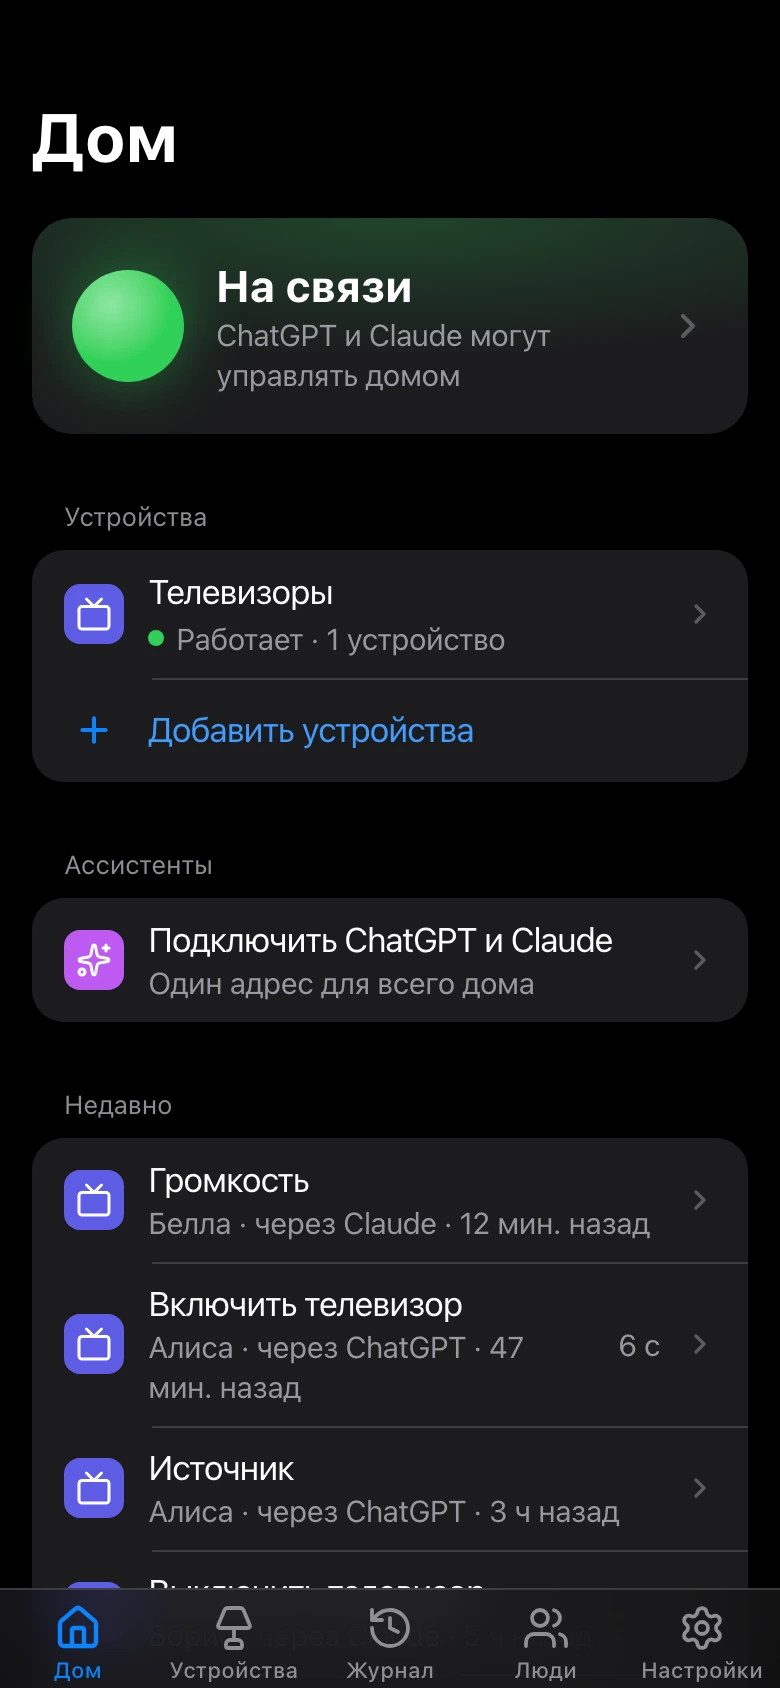 Дом
На связи
ChatGPT и Claude могут
управлять домом
Устройства
Телевизоры
Работает · 1 устройство
Добавить устройства
Ассистенты
Подключить ChatGPT и Claude
Один адрес для всего дома
Недавно
Громкость
Белла · через Claude · 12 мин. назад
Включить телевизор
Алиса · через ChatGPT · 47
мин. назад
6 с
Источник
Алиса · через ChatGPT · 3 ч назад
Выключить телевизор
Дом
Устройства
Журнал
Люди
Настройки